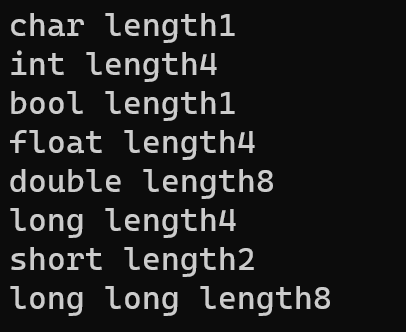 char length1
int length4
bool length1
float length4
double length8
long length4
short length2
long long length8